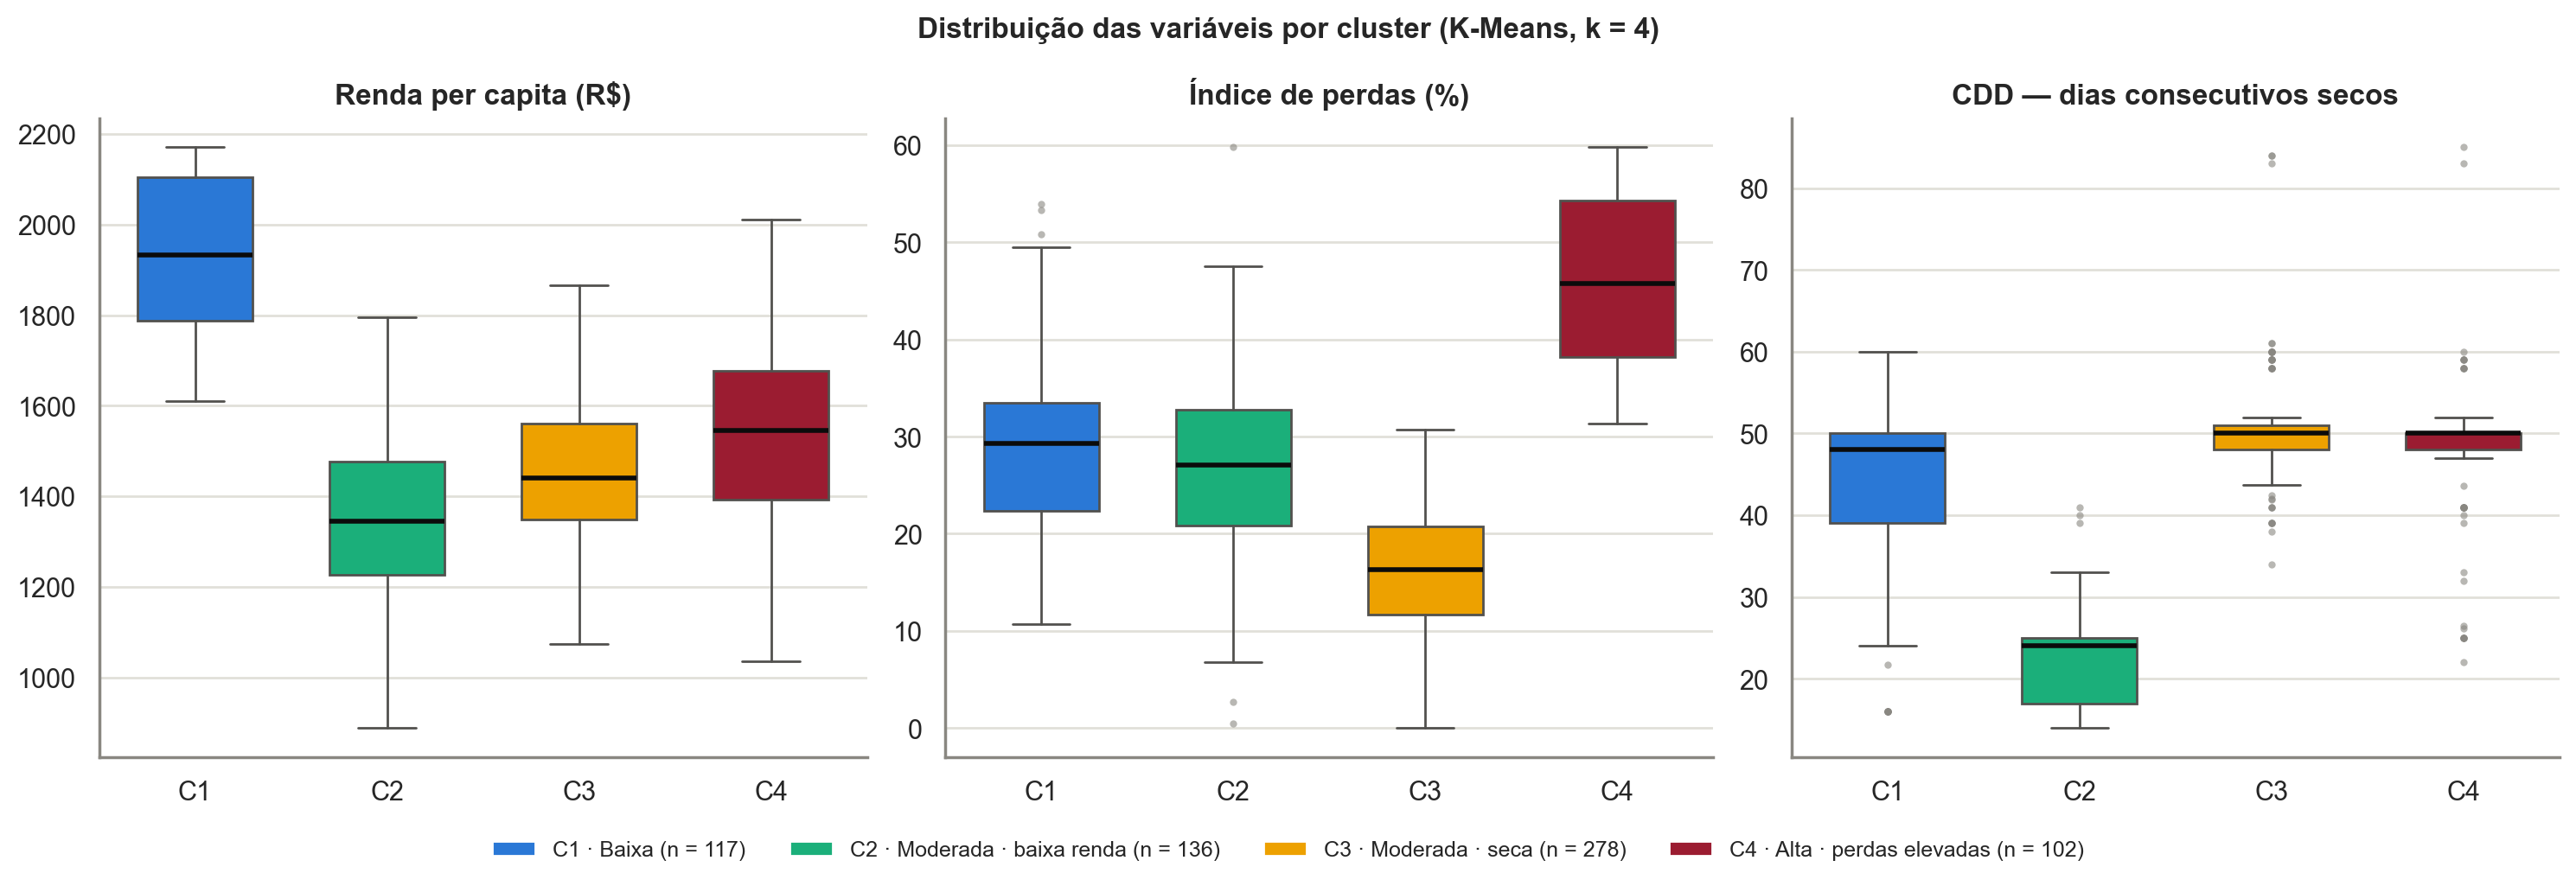 Distribuição das variáveis por cluster (K-Means, k = 4)
Renda per capita (R$)
2200
2000
1800
1600
1400
1200
1000
C1 C2 C3 C4
Índice de perdas (%)
60
50
40
30
20
10
0
C1 C2 C3 C4
CDD — dias consecutivos secos
80
70
60
50
40
30
20
C1 C2 C3 C4
C1 · Baixa (n = 117) C2 · Moderada · baixa renda (n = 136) C3 · Moderada · seca (n = 278) C4 · Alta · perdas elevadas (n = 102)